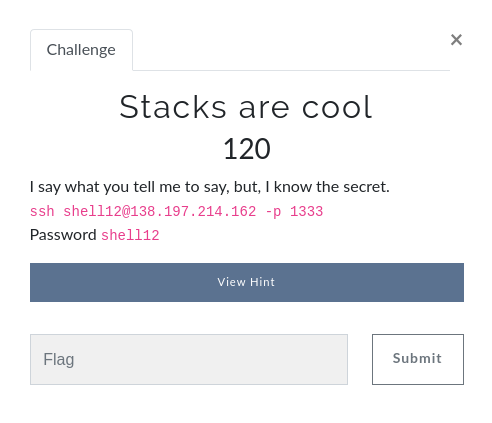 Challenge
×
Stacks are cool
120
I say what you tell me to say, but, I know the secret.
ssh shell12@138.197.214.162 -p 1333
Password shell12
View Hint
Flag
Submit